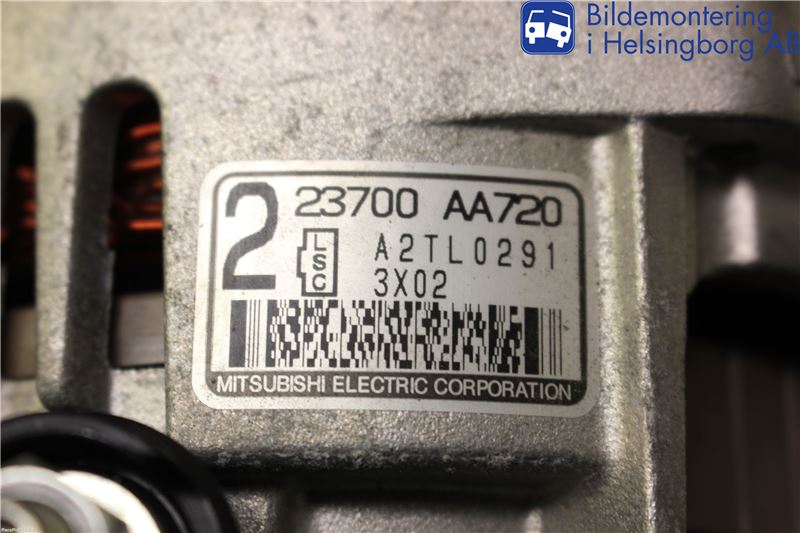 Bildemontering
i Helsingborg AB
2
23700 AA720
LSC
A2TL0291
3X02
MITSUBISHI ELECTRIC CORPORATION